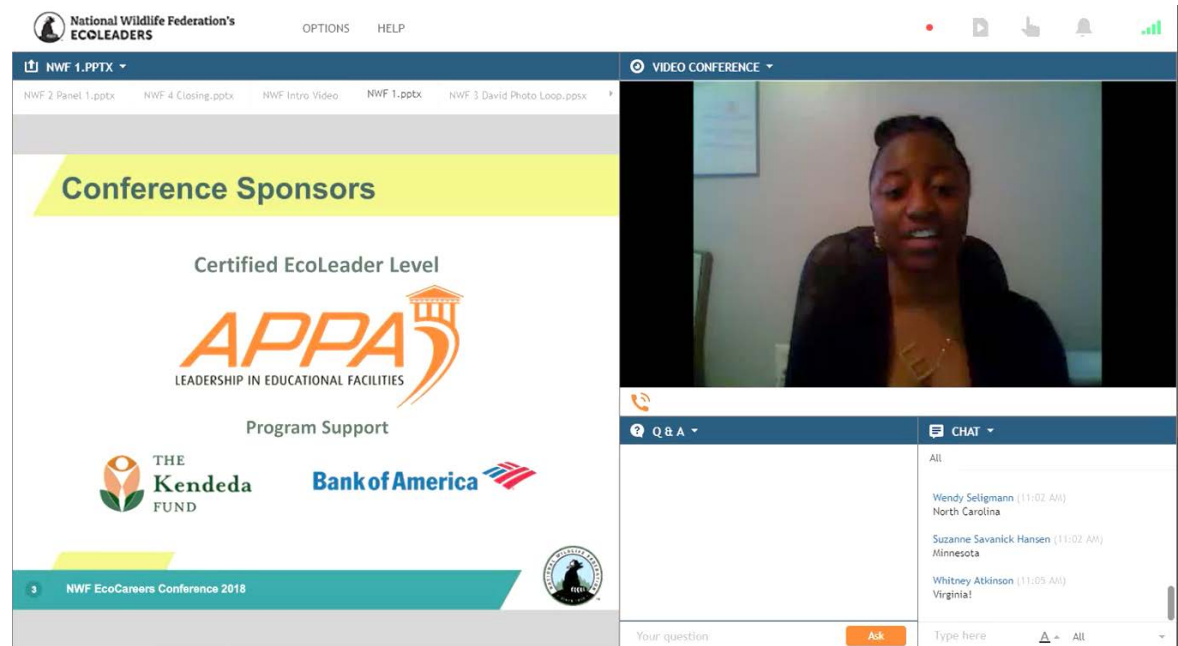 National Wildlife Federation's
ECOLEADERS
OPTIONS HELP
NWF 1.PPTX
VIDEO CONFERENCE
NWF 2 Panel 1.pptx NWF 4 Closing.pptx NWF Intro Video NWF 1.pptx NWF 3 David Photo Loop.ppsx
Conference Sponsors
Certified EcoLeader Level
APPA
LEADERSHIP IN EDUCATIONAL FACILITIES
Program Support
THE
Kendeda
FUND
Bank of America
3 NWF EcoCareers Conference 2018
Q & A
CHAT
All
Wendy Seligmann (11:02 AM)
North Carolina
Suzanne Savanick Hansen (11:02 AM)
Minnesota
Whitney Atkinson (11:05 AM)
Virginia!
Your question Ask
Type here A All